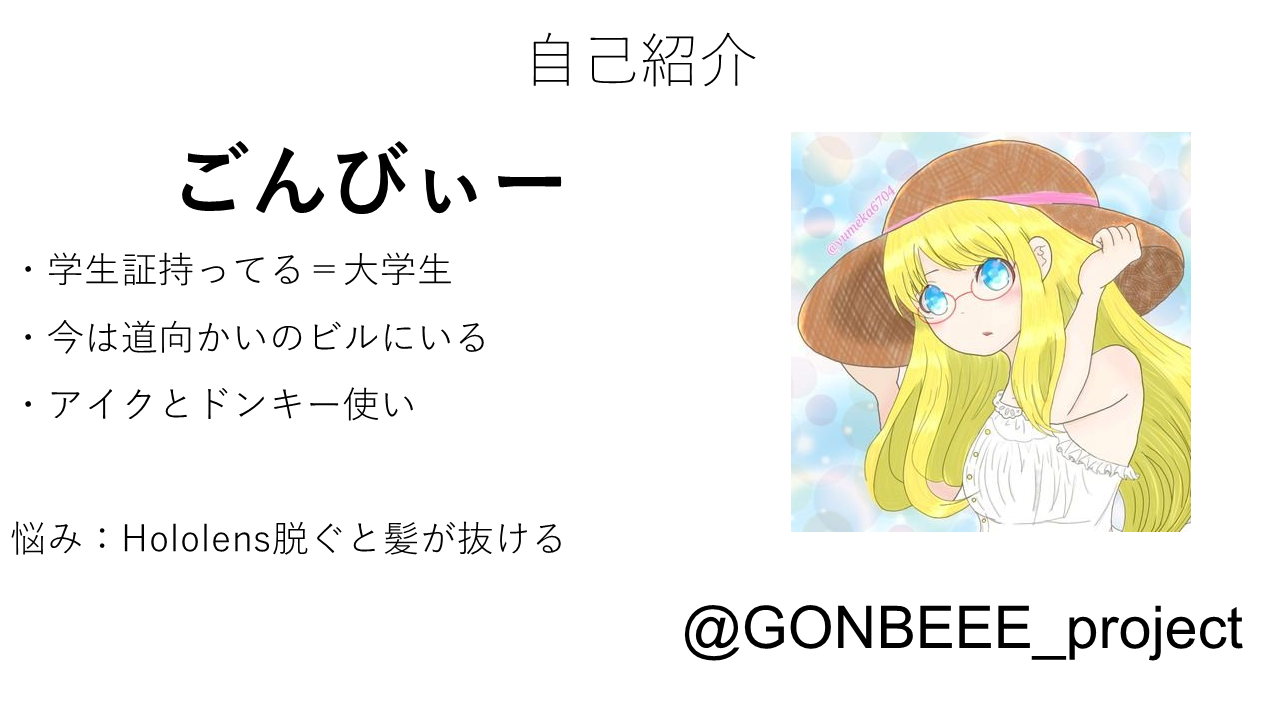 自己紹介
ごんびぃー
・学生証持ってる＝大学生
・今は道向かいのビルにいる
・アイクとドンキー使い
悩み：Hololens脱ぐと髪が抜ける
@yumeka6704
@GONBEEE_project